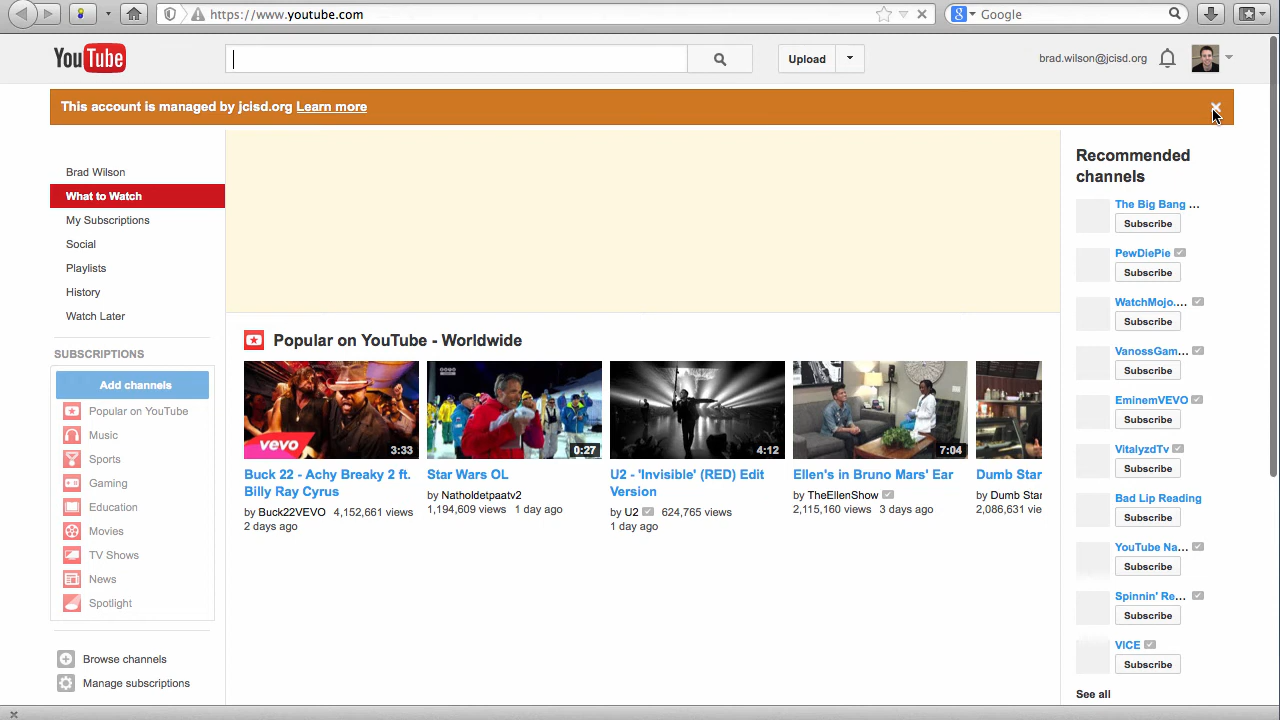 https://www.youtube.com
Google
YouTube
Upload
brad.wilson@jcisd.org
This account is managed by jcisd.org Learn more
Brad Wilson
What to Watch
My Subscriptions
Social
Playlists
History
Watch Later
SUBSCRIPTIONS
Add channels
Popular on YouTube
Music
Sports
Gaming
Education
Movies
TV Shows
News
Spotlight
Browse channels
Manage subscriptions
Popular on YouTube - Worldwide
vevo
3:33
Buck 22 - Achy Breaky 2 ft.
Billy Ray Cyrus
by Buck22VEVO 4,152,661 views
2 days ago
0:27
Star Wars OL
by Natholdetpaatv2
1,194,609 views 1 day ago
4:12
U2 - 'Invisible' (RED) Edit
Version
by U2 624,765 views
1 day ago
7:04
Ellen's in Bruno Mars' Ear
by TheEllenShow
2,115,160 views 3 days ago
Dumb Star
by Dumb Star
2,086,631 vie
Recommended
channels
The Big Bang ...
Subscribe
PewDiePie
Subscribe
WatchMojo....
Subscribe
VanossGam...
Subscribe
EminemVEVO
Subscribe
VitalyzdTv
Subscribe
Bad Lip Reading
Subscribe
YouTube Na...
Subscribe
Spinnin' Re...
Subscribe
VICE
Subscribe
See all